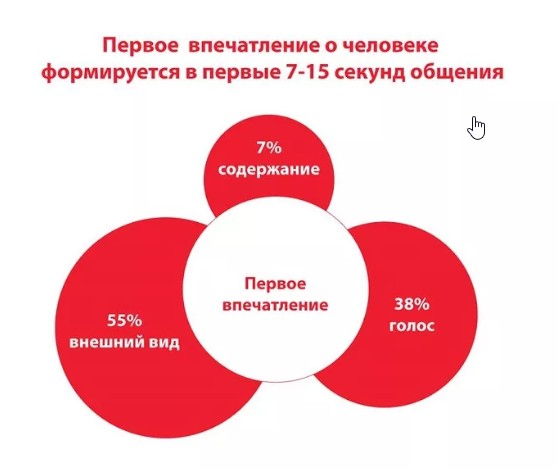 Первое впечатление о человеке
формируется в первые 7-15 секунд общения
7%
содержание
Первое
впечатление
55%
внешний вид
38%
голос